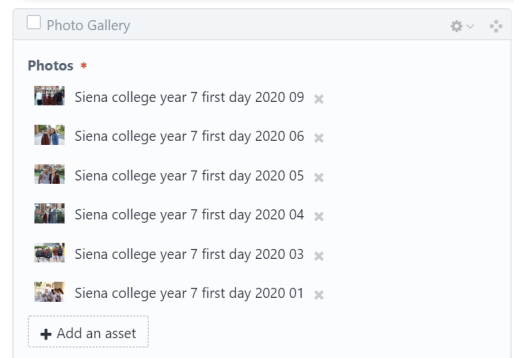 Photo Gallery
Photos *
Siena college year 7 first day 2020 09
Siena college year 7 first day 2020 06
Siena college year 7 first day 2020 05
Siena college year 7 first day 2020 04
Siena college year 7 first day 2020 03
Siena college year 7 first day 2020 01
+ Add an asset